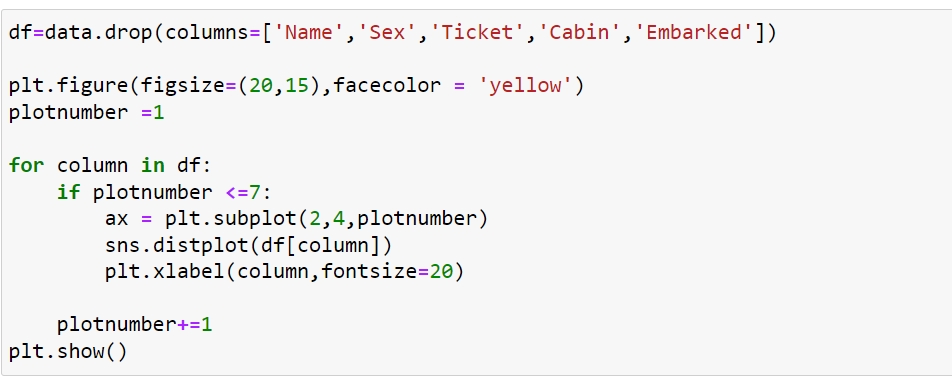 df=data.drop(columns=['Name','Sex','Ticket','Cabin','Embarked'])
plt.figure(figsize=(20,15),facecolor = 'yellow')
plotnumber =1
for column in df:
    if plotnumber <=7:
        ax = plt.subplot(2,4,plotnumber)
        sns.distplot(df[column])
        plt.xlabel(column,fontsize=20)
    plotnumber+=1
plt.show()